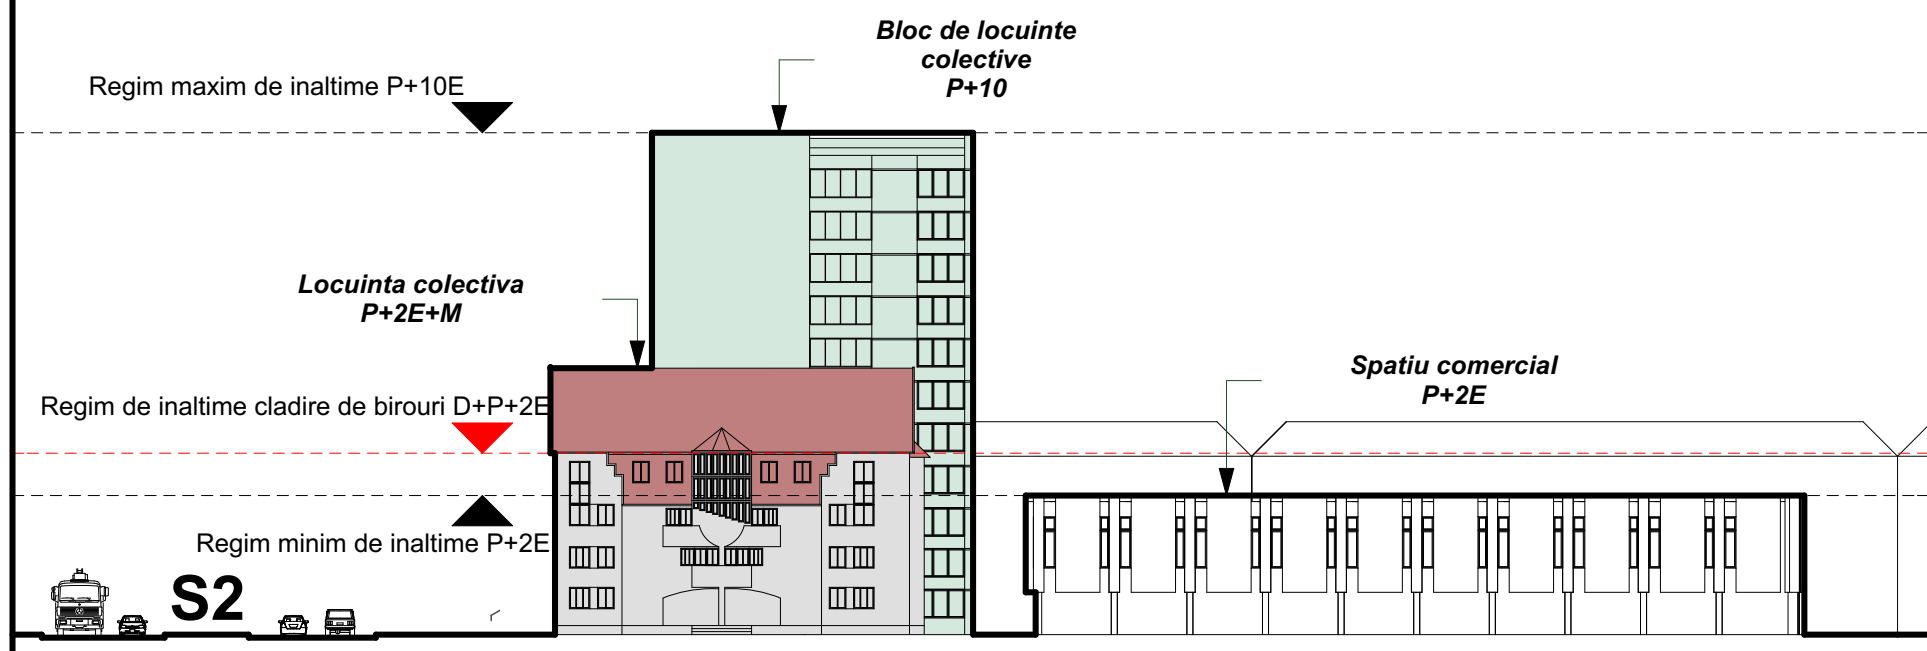 Bloc de locuinte
colective
P+10
Regim maxim de inaltime P+10E
Locuinta colectiva
P+2E+M
Spatiu comercial
P+2E
Regim de inaltime cladire de birouri D+P+2E
Regim minim de inaltime P+2E
S2